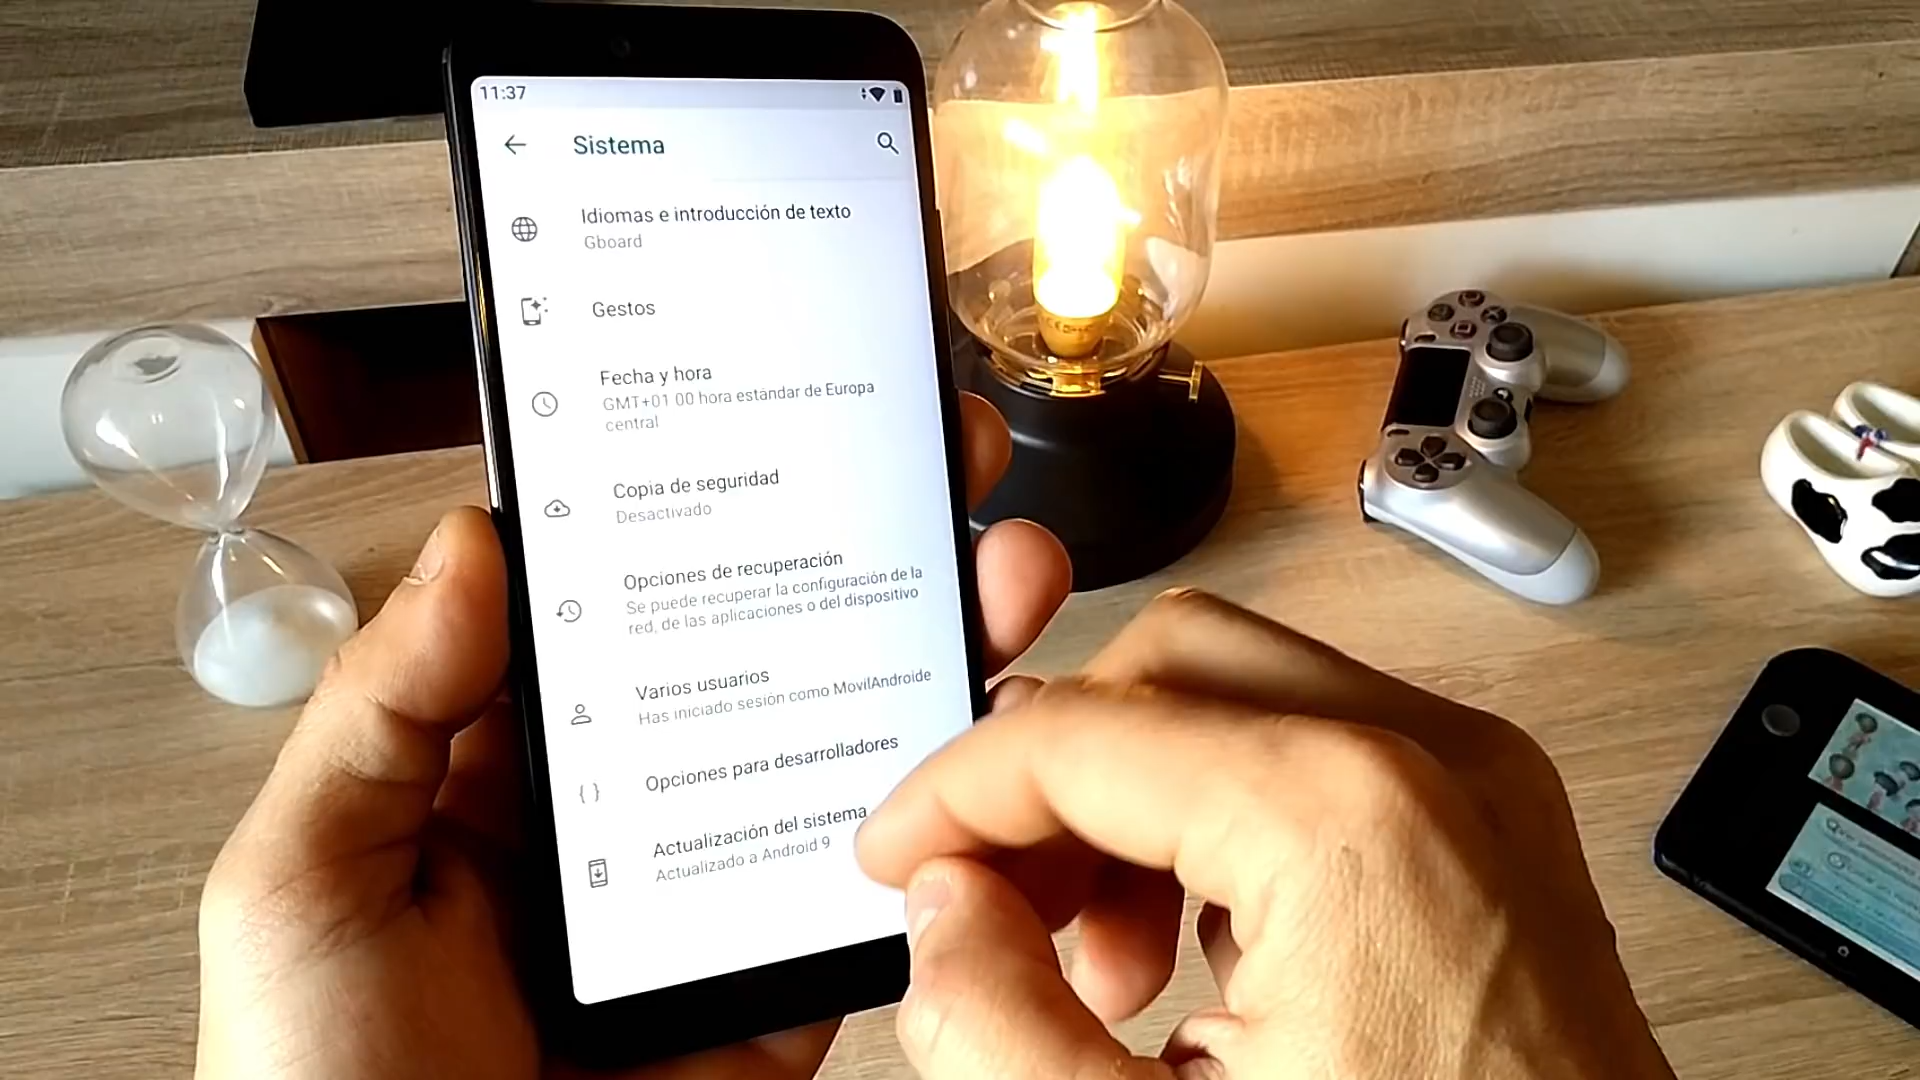 11:37
Sistema
Idiomas e introducción de texto
Gboard
Gestos
Fecha y hora
GMT+01 00 hora estándar de Europa
central
Copia de seguridad
Desactivado
Opciones de recuperación
Se puede recuperar la configuración de la
red, de las aplicaciones o del dispositivo
Varios usuarios
Has iniciado sesión como MovilAndroide
{ } Opciones para desarrolladores
Actualización del sistema
Actualizado a Android 9